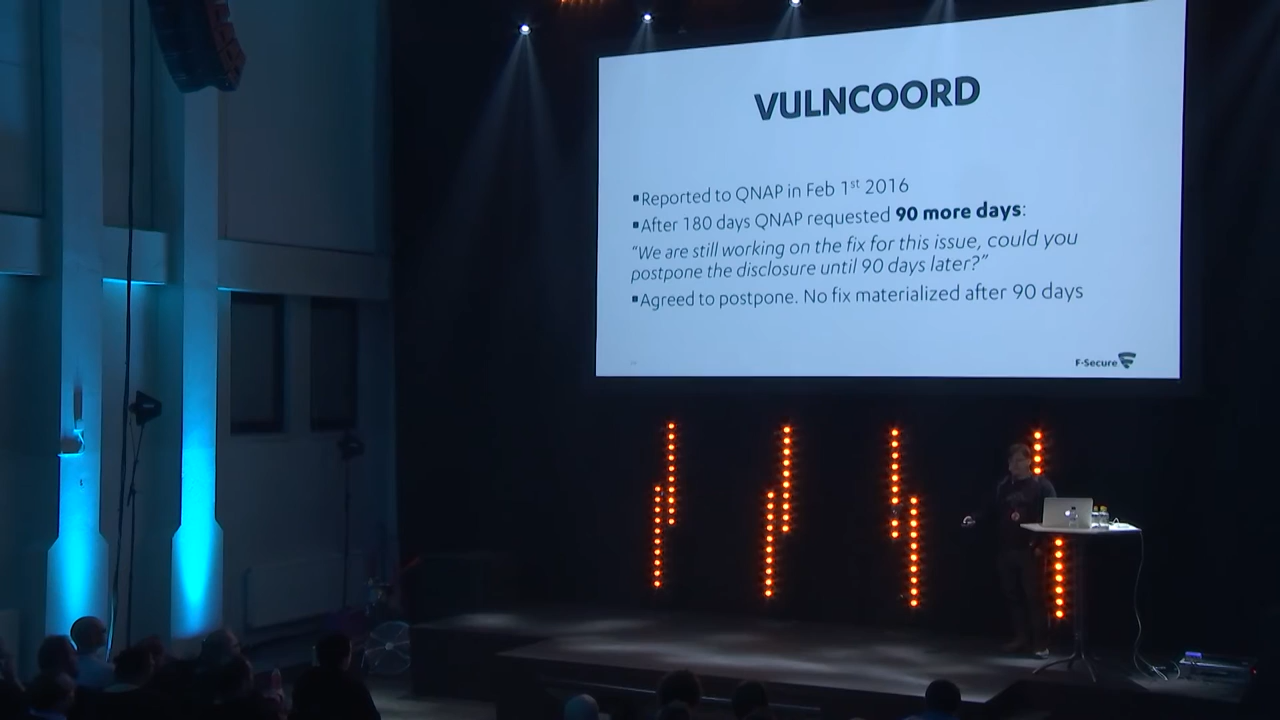 VULNCOORD
▪Reported to QNAP in Feb 1st 2016
▪After 180 days QNAP requested 90 more days:
“We are still working on the fix for this issue, could you
postpone the disclosure until 90 days later?”
▪Agreed to postpone. No fix materialized after 90 days
F-Secure